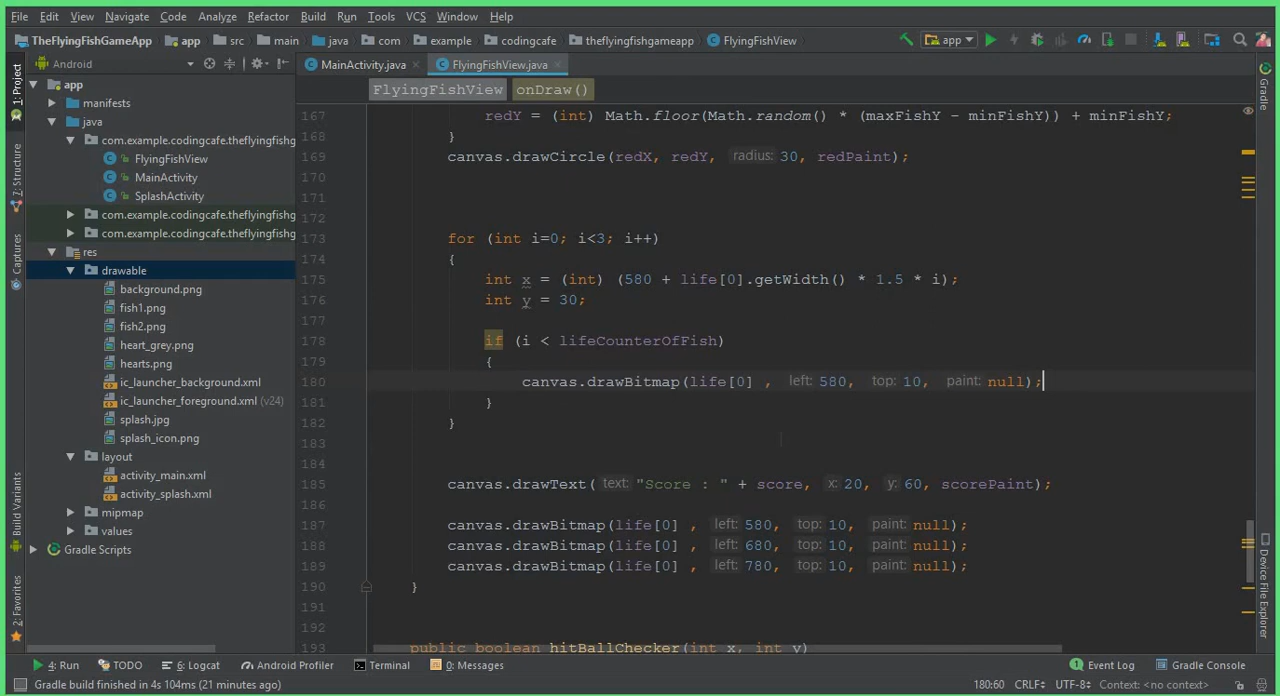 File Edit View Navigate Code Analyze Refactor Build Run Tools VCS Window Help
TheFlyingFishGameApp app src main java com example codingcafe theflyingfishgameapp FlyingFishView app
Android MainActivity.java FlyingFishView.java
FlyingFishView onDraw()
1: Project
7: Structure
Captures
Build Variants
2: Favorites
app
manifests
java
com.example.codingcafe.theflyingfishg
FlyingFishView
MainActivity
SplashActivity
com.example.codingcafe.theflyingfishg
com.example.codingcafe.theflyingfishg
res
drawable
background.png
fish1.png
fish2.png
heart_grey.png
hearts.png
ic_launcher_background.xml
ic_launcher_foreground.xml (v24)
splash.jpg
splash_icon.png
layout
activity_main.xml
activity_splash.xml
mipmap
values
Gradle Scripts
167 redY = (int) Math.floor(Math.random() * (maxFishY - minFishY)) + minFishY;
168 }
169 canvas.drawCircle(redX, redY, radius: 30, redPaint);
170
171
172
173 for (int i=0; i<3; i++)
174 {
175 int x = (int) (580 + life[0].getWidth() * 1.5 * i);
176 int y = 30;
177
178 if (i < lifeCounterOfFish)
179 {
180 canvas.drawBitmap(life[0] , left: 580, top: 10, paint: null);
181 }
182 }
183
184
185 canvas.drawText( text: "Score : " + score, x: 20, y: 60, scorePaint);
186
187 canvas.drawBitmap(life[0] , left: 580, top: 10, paint: null);
188 canvas.drawBitmap(life[0] , left: 680, top: 10, paint: null);
189 canvas.drawBitmap(life[0] , left: 780, top: 10, paint: null);
190 }
191
192
193 public boolean hitBallChecker(int x, int y)
Gradle
Device File Explorer
4: Run TODO 6: Logcat Android Profiler Terminal 0: Messages Event Log Gradle Console
Gradle build finished in 4s 104ms (21 minutes ago) 180:60 CRLF÷ UTF-8÷ Context: <no context>